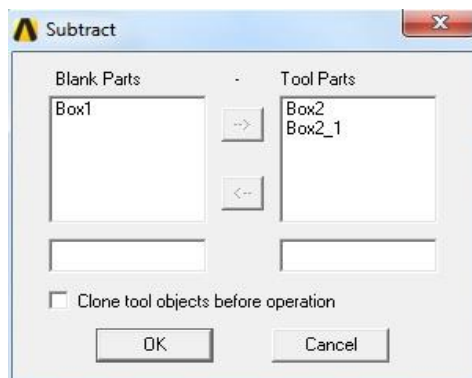 Subtract
Blank Parts - Tool Parts
Box1
Box2
Box2_1
-->
<--
Clone tool objects before operation
OK Cancel